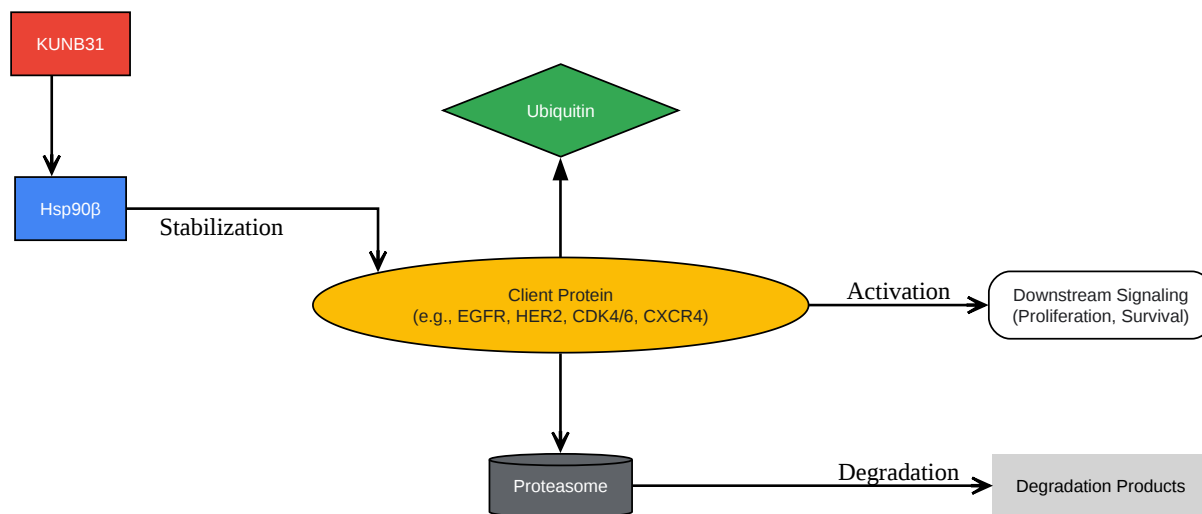 KUNB31
Ubiquitin
Hsp90β
Stabilization
Client Protein
(e.g., EGFR, HER2, CDK4/6, CXCR4)
Activation
Downstream Signaling
(Proliferation, Survival)
Proteasome
Degradation
Degradation Products